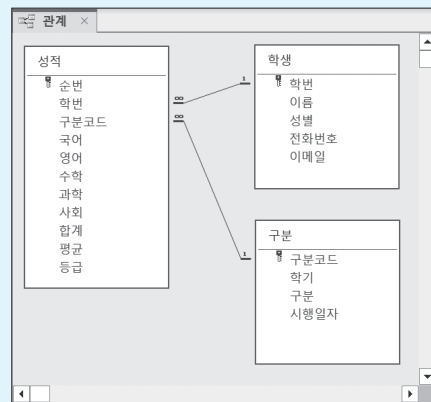 관계 ×
성적
순번
학번
구분코드
국어
영어
수학
과학
사회
합계
평균
등급
∞
∞
1
학생
학번
이름
성별
전화번호
이메일
1
구분
구분코드
학기
구분
시행일자